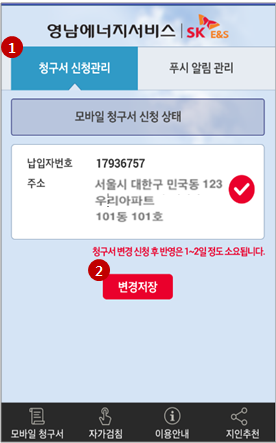 영남에너지서비스 | SK E&S
1
청구서 신청관리 푸시 알림 관리
모바일 청구서 신청 상태
납입자번호 17936757
주소 서울시 대한구 민국동 123
우리아파트
101동 101호
청구서 변경 신청 후 반영은 1~2일 정도 소요됩니다.
2
변경저장
모바일 청구서 자가검침 이용안내 지인추천